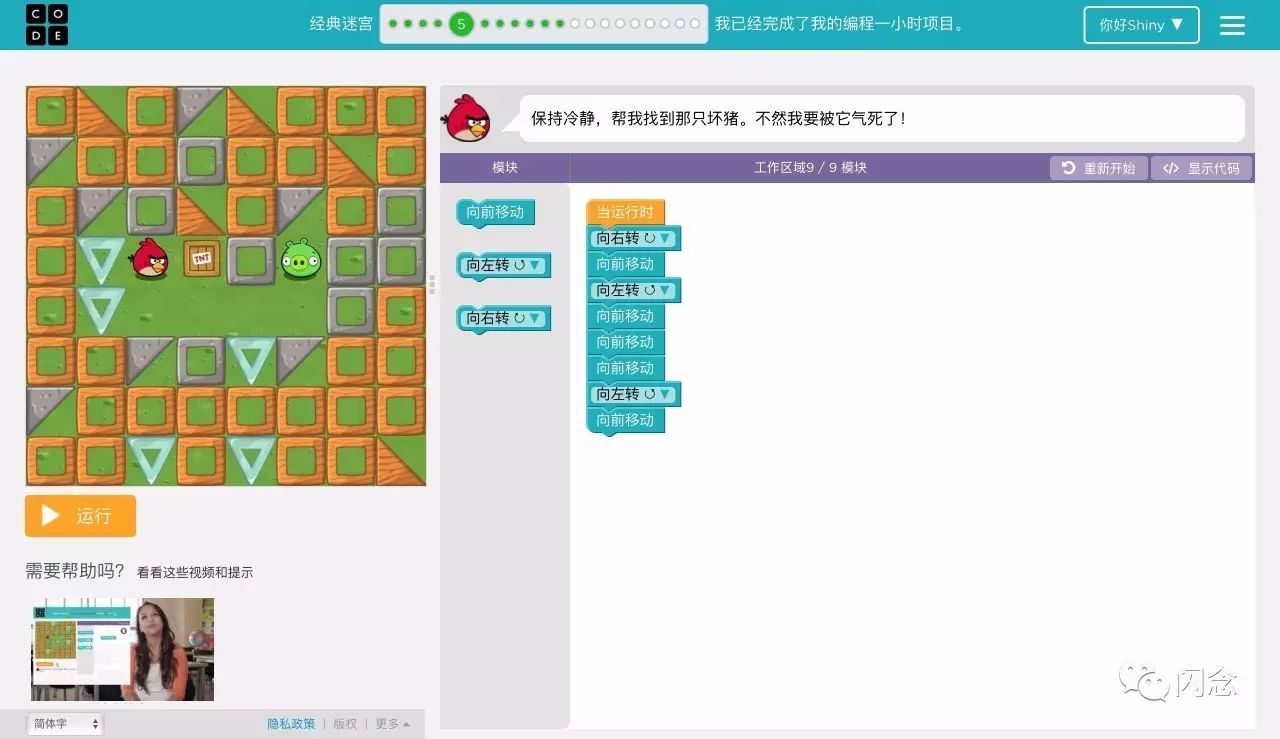 CO
DE
经典迷宫
5
我已经完成了我的编程一小时项目。
你好Shiny ▼
保持冷静，帮我找到那只坏猪。不然我要被它气死了！
模块
工作区域9 / 9 模块
重新开始
</> 显示代码
向前移动
向左转 ↺▼
向右转 ↻▼
当运行时
向右转 ↻▼
向前移动
向左转 ↺▼
向前移动
向前移动
向前移动
向左转 ↺▼
向前移动
TNT
运行
需要帮助吗？ 看看这些视频和提示
简体字
隐私政策 | 版权 | 更多
闪念